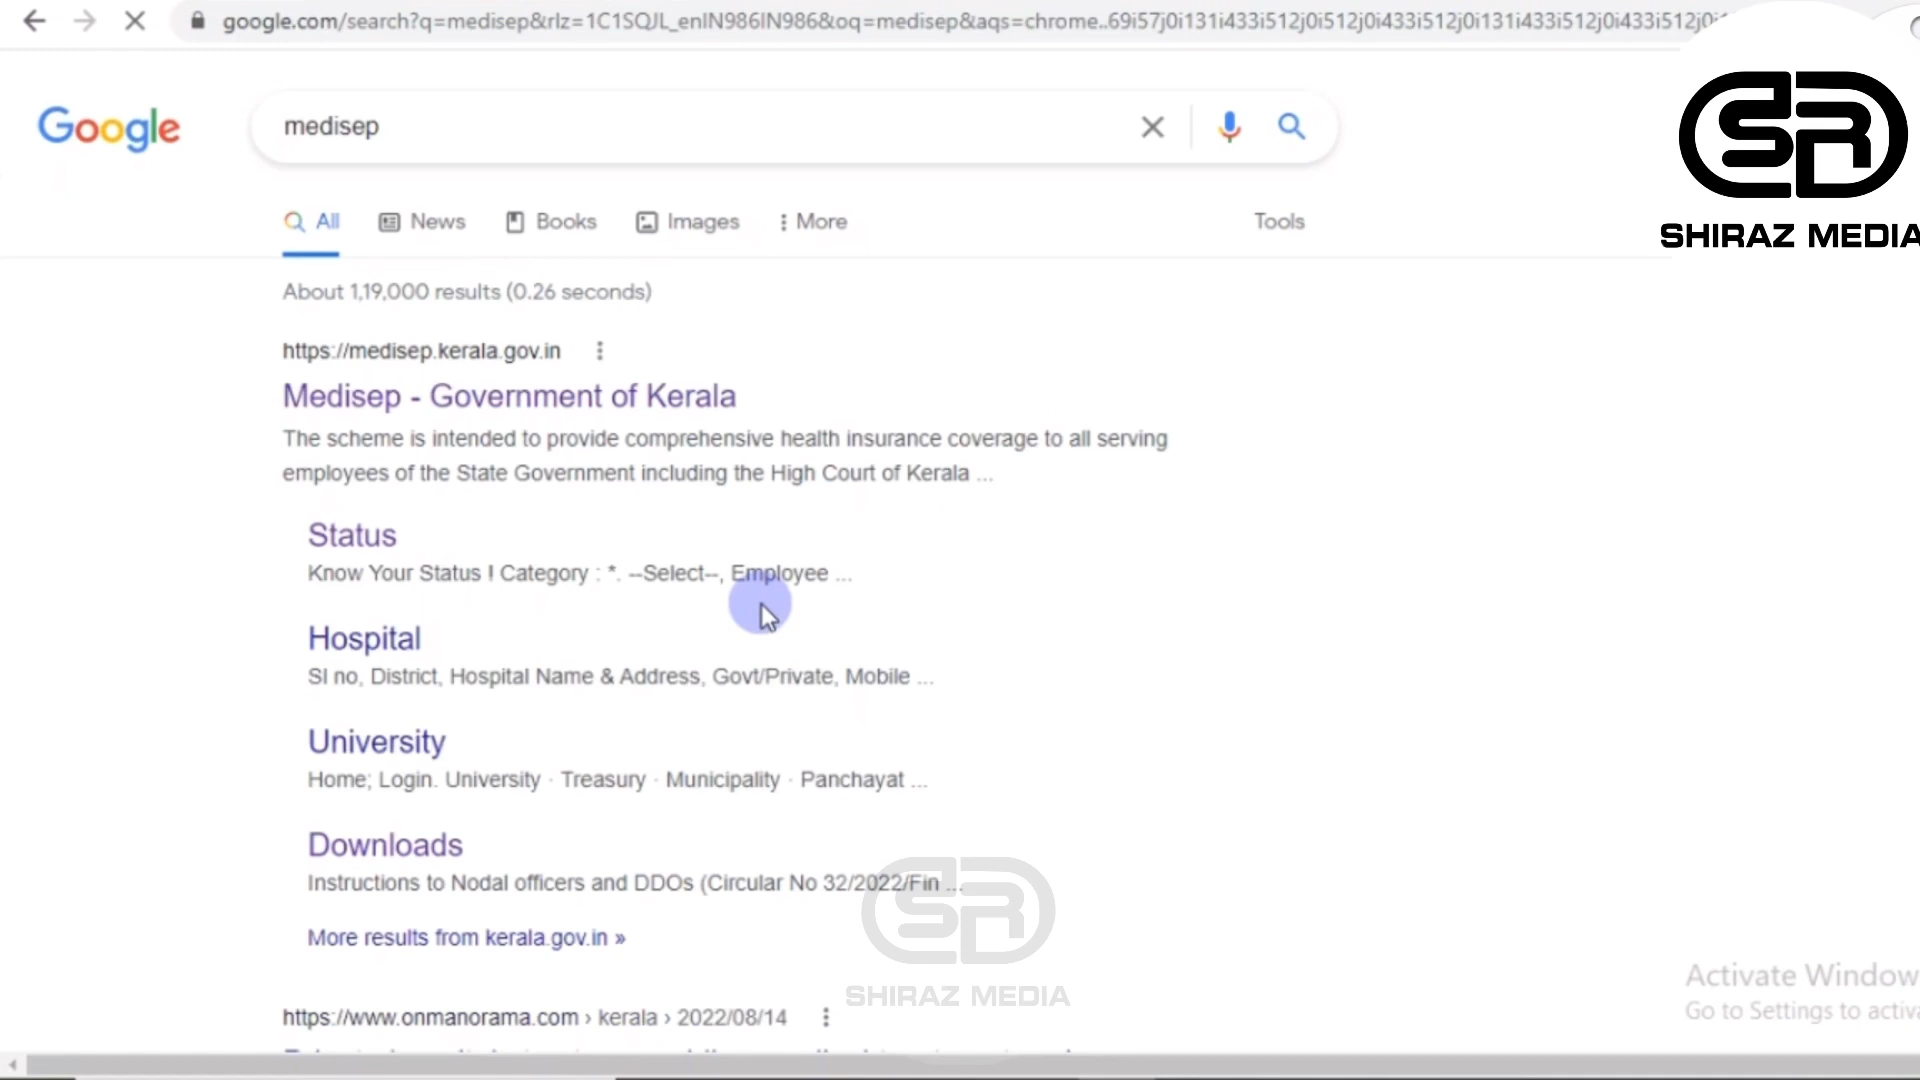 google.com/search?q=medisep&rlz=1C1SQJL_enIN986IN986&oq=medisep&aqs=chrome..69i57j0i131i433i512j0i512j0i433i512j0i131i433i512j0i433i512j0i
Google
medisep
All News Books Images More Tools
About 1,19,000 results (0.26 seconds)
https://medisep.kerala.gov.in
Medisep - Government of Kerala
The scheme is intended to provide comprehensive health insurance coverage to all serving
employees of the State Government including the High Court of Kerala ...
Status
Know Your Status ! Category : *. --Select--, Employee ...
Hospital
Sl no, District, Hospital Name & Address, Govt/Private, Mobile ...
University
Home; Login. University · Treasury · Municipality · Panchayat ...
Downloads
Instructions to Nodal officers and DDOs (Circular No 32/2022/Fin ...
More results from kerala.gov.in »
https://www.onmanorama.com › kerala › 2022/08/14
SR
SHIRAZ MEDIA
SR
SHIRAZ MEDIA
Activate Window
Go to Settings to activa